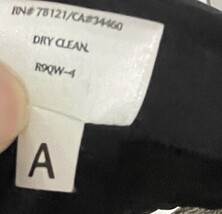 RN# 78121/CA#34460
DRY CLEAN
R9QW-4
A